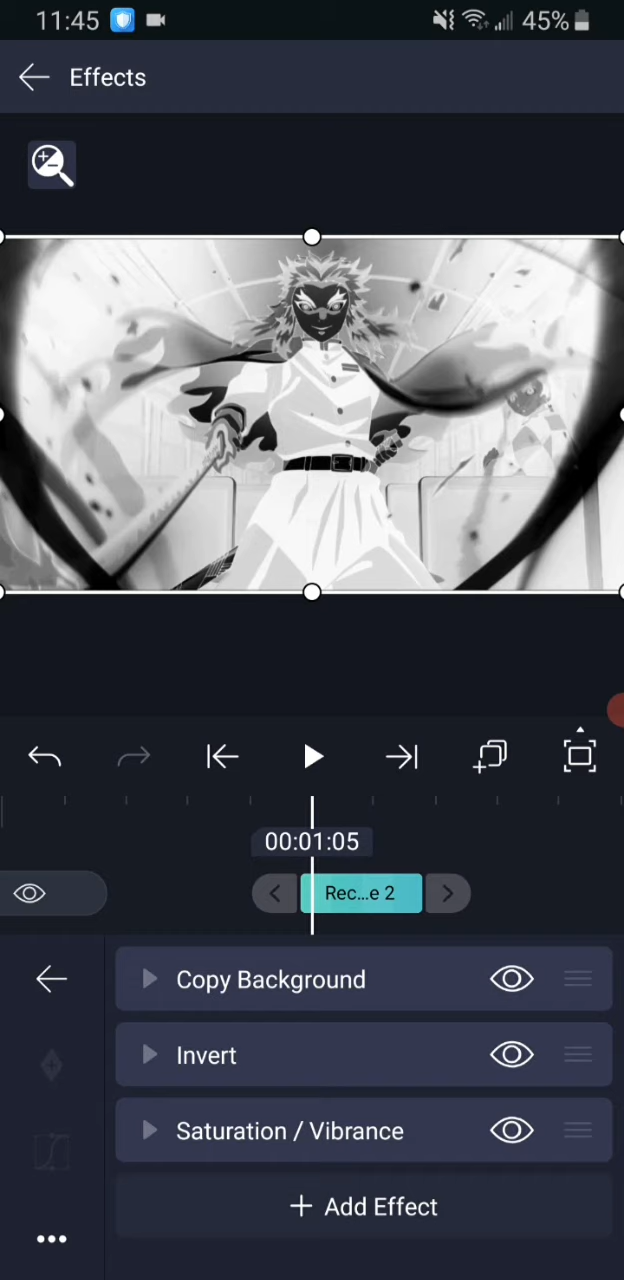 11:45
45%
Effects
00:01:05
Rec...e 2
Copy Background
Invert
Saturation / Vibrance
+ Add Effect